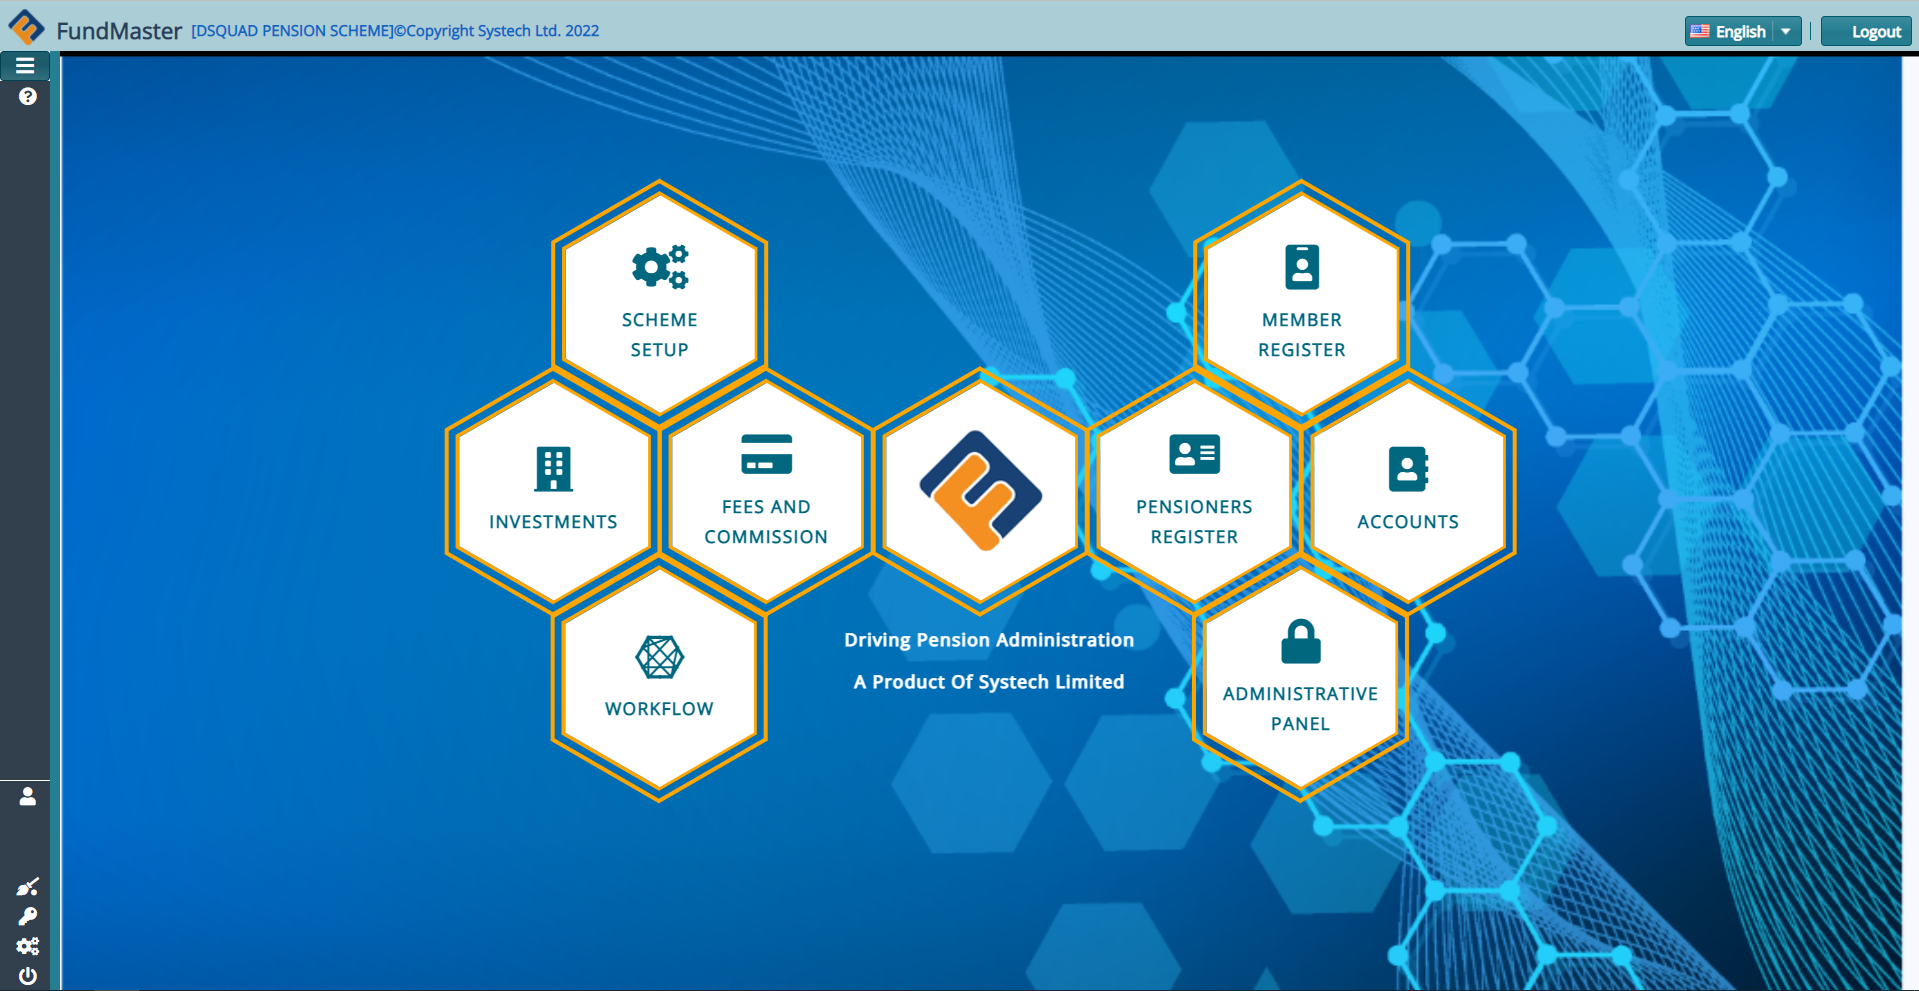 FundMaster [DSQUAD PENSION SCHEME]©Copyright Systech Ltd. 2022
English
Logout
SCHEME
SETUP
MEMBER
REGISTER
INVESTMENTS
FEES AND
COMMISSION
PENSIONERS
REGISTER
ACCOUNTS
Driving Pension Administration
A Product Of Systech Limited
WORKFLOW
ADMINISTRATIVE
PANEL